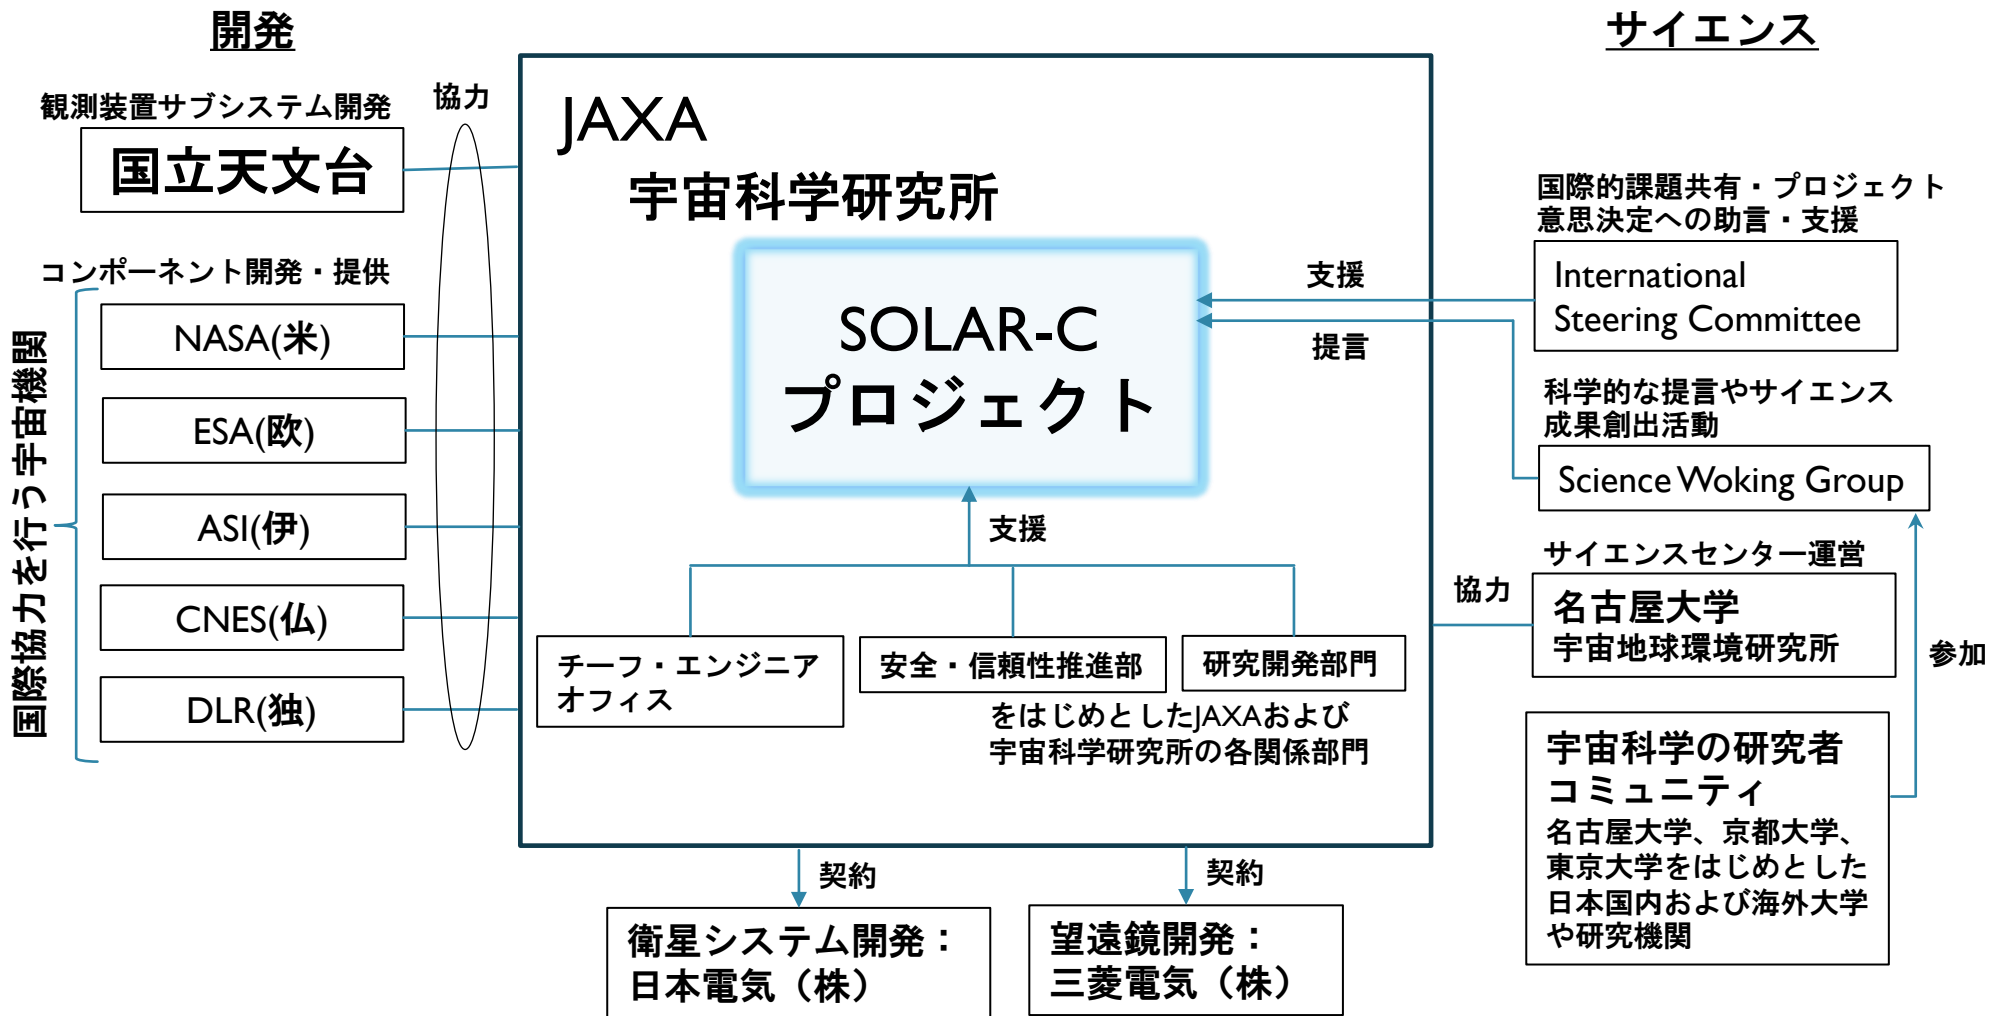 開発
サイエンス
観測装置サブシステム開発
国立天文台
協力
コンポーネント開発・提供
国際協力を行う宇宙機関
NASA(米)
ESA(欧)
ASI(伊)
CNES(仏)
DLR(独)
JAXA
宇宙科学研究所
SOLAR-C
プロジェクト
支援
提言
支援
チーフ・エンジニア
オフィス
安全・信頼性推進部
研究開発部門
をはじめとしたJAXAおよび
宇宙科学研究所の各関係部門
契約
衛星システム開発：
日本電気（株）
契約
望遠鏡開発：
三菱電気（株）
国際的課題共有・プロジェクト
意思決定への助言・支援
International
Steering Committee
科学的な提言やサイエンス
成果創出活動
Science Woking Group
サイエンスセンター運営
協力
名古屋大学
宇宙地球環境研究所
参加
宇宙科学の研究者
コミュニティ
名古屋大学、京都大学、
東京大学をはじめとした
日本国内および海外大学
や研究機関